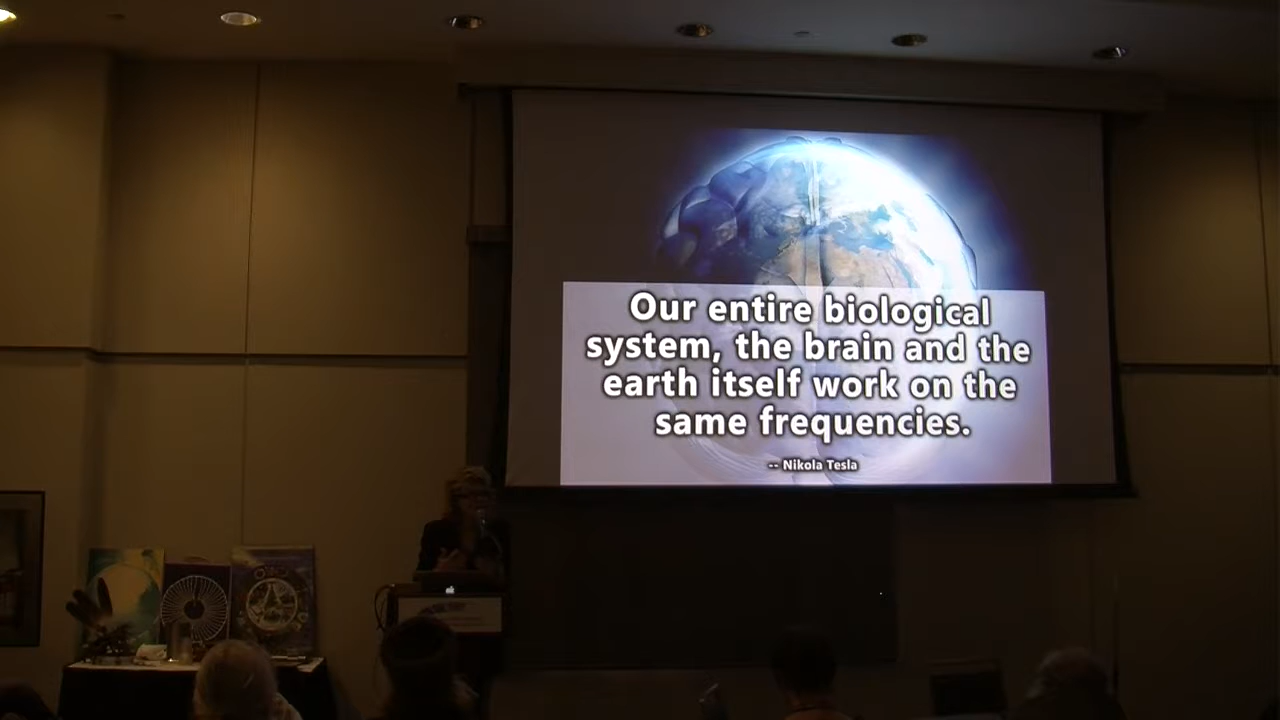 Our entire biological
system, the brain and the
earth itself work on the
same frequencies.
-- Nikola Tesla